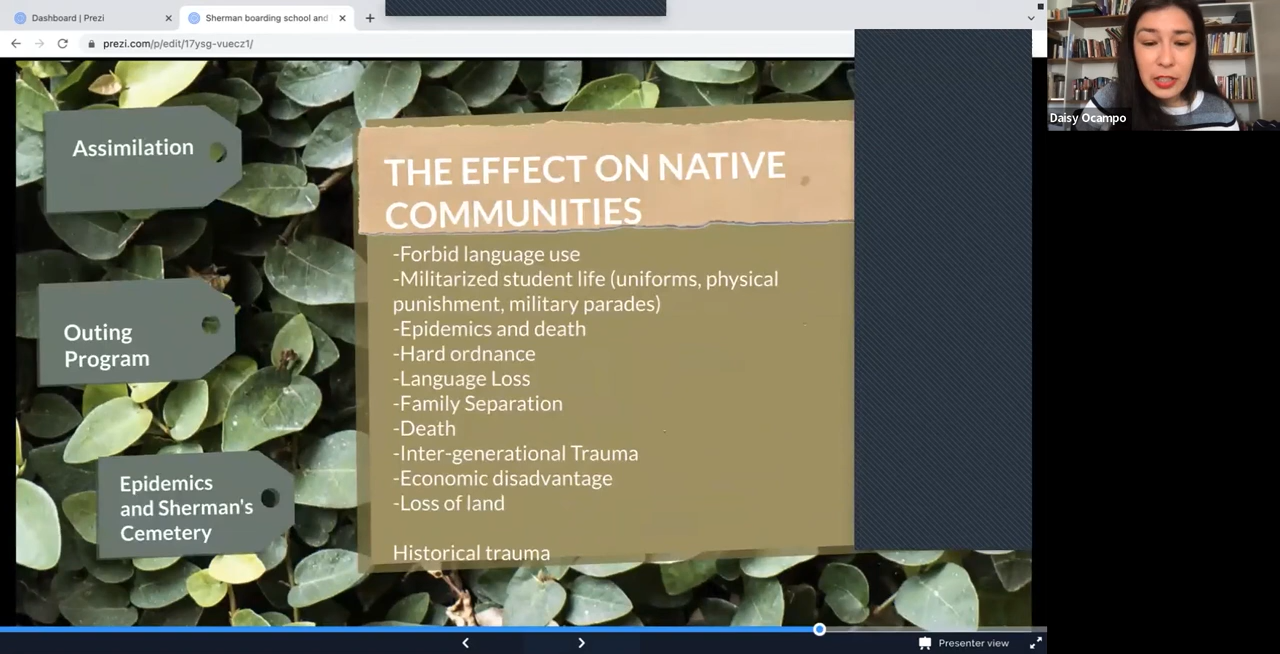 Dashboard | Prezi
Sherman boarding school and
prezi.com/p/edit/17ysg-vuecz1/
Daisy Ocampo
Assimilation
Outing
Program
Epidemics
and Sherman's
Cemetery
THE EFFECT ON NATIVE
COMMUNITIES
-Forbid language use
-Militarized student life (uniforms, physical
punishment, military parades)
-Epidemics and death
-Hard ordnance
-Language Loss
-Family Separation
-Death
-Inter-generational Trauma
-Economic disadvantage
-Loss of land
Historical trauma
Presenter view